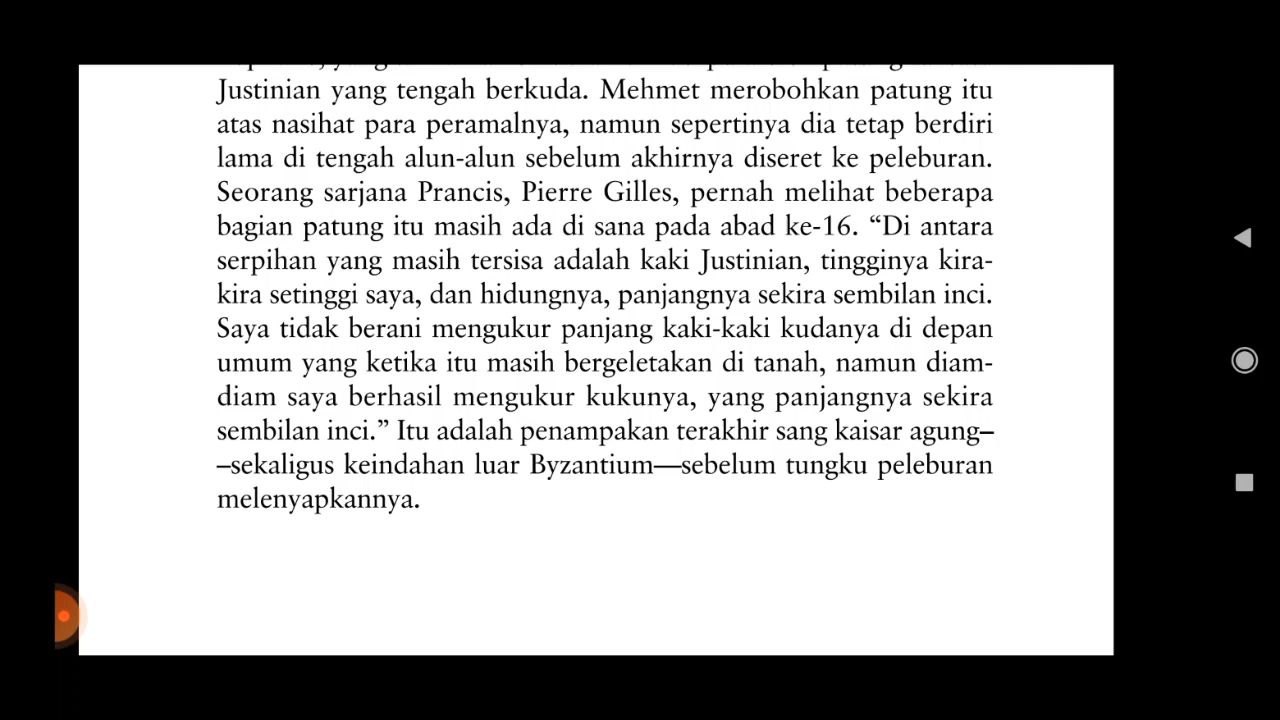 Justinian yang tengah berkuda. Mehmet merobohkan patung itu
atas nasihat para peramalnya, namun sepertinya dia tetap berdiri
lama di tengah alun-alun sebelum akhirnya diseret ke peleburan.
Seorang sarjana Prancis, Pierre Gilles, pernah melihat beberapa
bagian patung itu masih ada di sana pada abad ke-16. “Di antara
serpihan yang masih tersisa adalah kaki Justinian, tingginya kira-
kira setinggi saya, dan hidungnya, panjangnya sekira sembilan inci.
Saya tidak berani mengukur panjang kaki-kaki kudanya di depan
umum yang ketika itu masih bergeletakan di tanah, namun diam-
diam saya berhasil mengukur kukunya, yang panjangnya sekira
sembilan inci.” Itu adalah penampakan terakhir sang kaisar agung–
–sekaligus keindahan luar Byzantium—sebelum tungku peleburan
melenyapkannya.